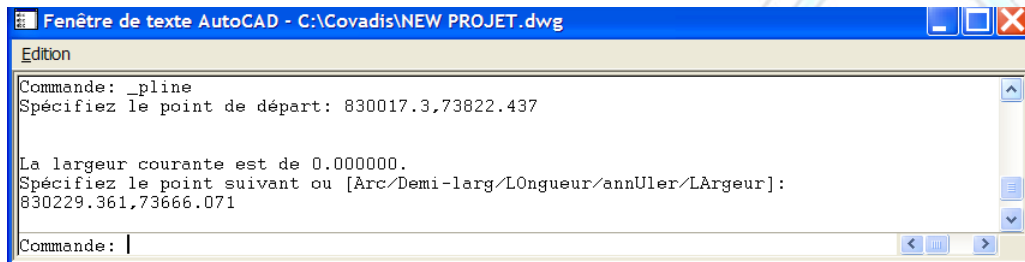 Fenêtre de texte AutoCAD - C:\Covadis\NEW PROJET.dwg
Edition
Commande: _pline
Spécifiez le point de départ: 830017.3,73822.437
La largeur courante est de 0.000000.
Spécifiez le point suivant ou [Arc/Demi-larg/LOngueur/annUler/LArgeur]:
830229.361,73666.071
Commande: